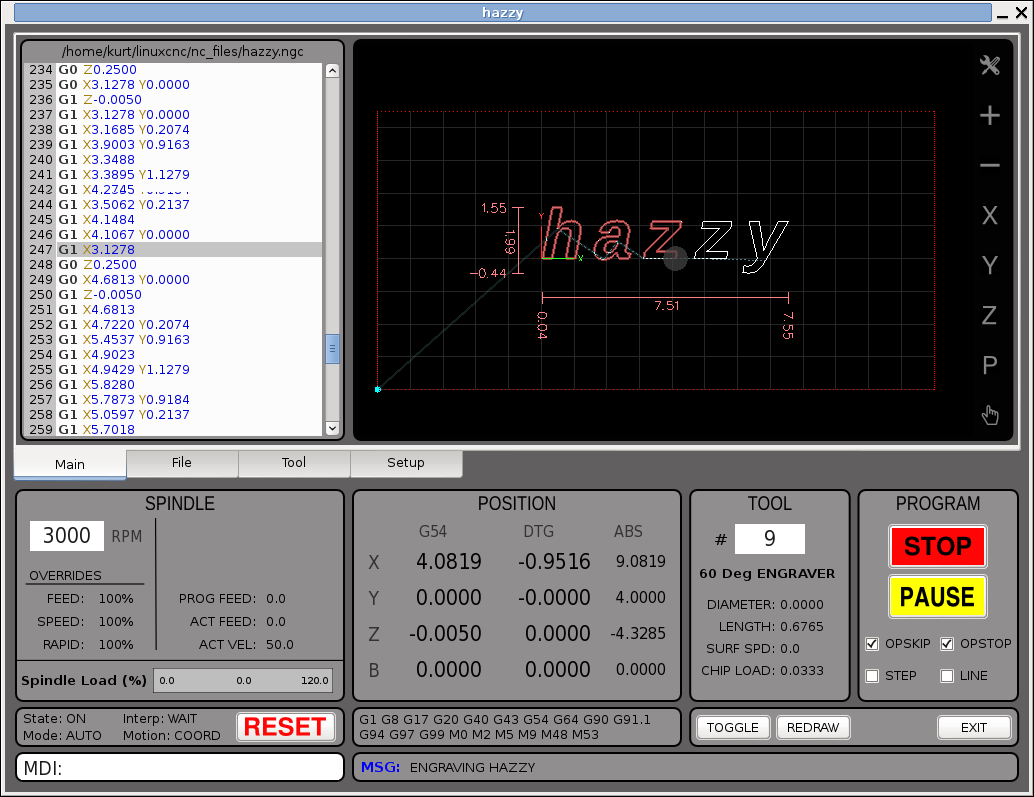 hazzy
/home/kurt/linuxcnc/nc_files/hazzy.ngc
234 G0 Z0.2500
235 G0 X3.1278 Y0.0000
236 G1 Z-0.0050
237 G1 X3.1278 Y0.0000
238 G1 X3.1685 Y0.2074
239 G1 X3.9003 Y0.9163
240 G1 X3.3488
241 G1 X3.3895 Y1.1279
242 G1 X4.2745
244 G1 X3.5062 Y0.2137
245 G1 X4.1484
246 G1 X4.1067 Y0.0000
247 G1 X3.1278
248 G0 Z0.2500
249 G0 X4.6813 Y0.0000
250 G1 Z-0.0050
251 G1 X4.6813
252 G1 X4.7220 Y0.2074
253 G1 X5.4537 Y0.9163
254 G1 X4.9023
255 G1 X4.9429 Y1.1279
256 G1 X5.8280
257 G1 X5.7873 Y0.9184
258 G1 X5.0597 Y0.2137
259 G1 X5.7018
1.55
1.99
-0.44
hazzy
X
7.51
0.04
7.55
X
Y
Z
P
Main File Tool Setup
SPINDLE
3000 RPM
OVERRIDES
FEED: 100% PROG FEED: 0.0
SPEED: 100% ACT FEED: 0.0
RAPID: 100% ACT VEL: 50.0
Spindle Load (%) 0.0 0.0 120.0
POSITION
G54 DTG ABS
X 4.0819 -0.9516 9.0819
Y 0.0000 -0.0000 4.0000
Z -0.0050 0.0000 -4.3285
B 0.0000 0.0000 0.0000
TOOL
# 9
60 Deg ENGRAVER
DIAMETER: 0.0000
LENGTH: 0.6765
SURF SPD: 0.0
CHIP LOAD: 0.0333
PROGRAM
STOP
PAUSE
OPSKIP OPSTOP
STEP LINE
State: ON Interp: WAIT
Mode: AUTO Motion: COORD
RESET
G1 G8 G17 G20 G40 G43 G54 G64 G90 G91.1
G94 G97 G99 M0 M2 M5 M9 M48 M53
TOGGLE REDRAW EXIT
MDI:
MSG: ENGRAVING HAZZY